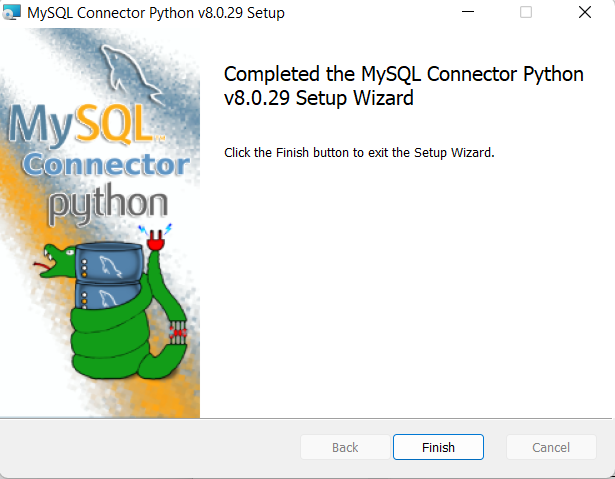 MySQL Connector Python v8.0.29 Setup
MySQL
Connector
python
Completed the MySQL Connector Python
v8.0.29 Setup Wizard
Click the Finish button to exit the Setup Wizard.
Back
Finish
Cancel